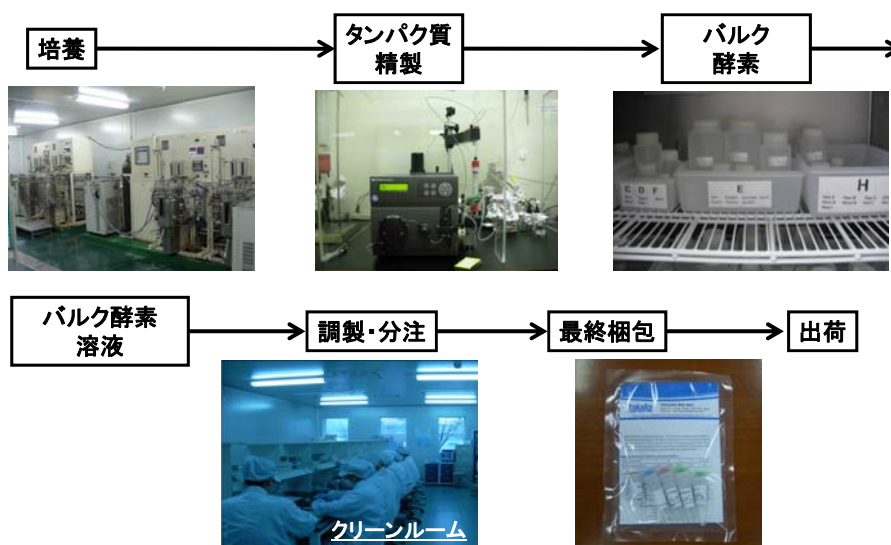 培養
タンパク質
精製
バルク
酵素
C D F
E
H
バルク酵素
溶液
調製・分注
最終梱包
出荷
クリーンルーム
TaKaRa